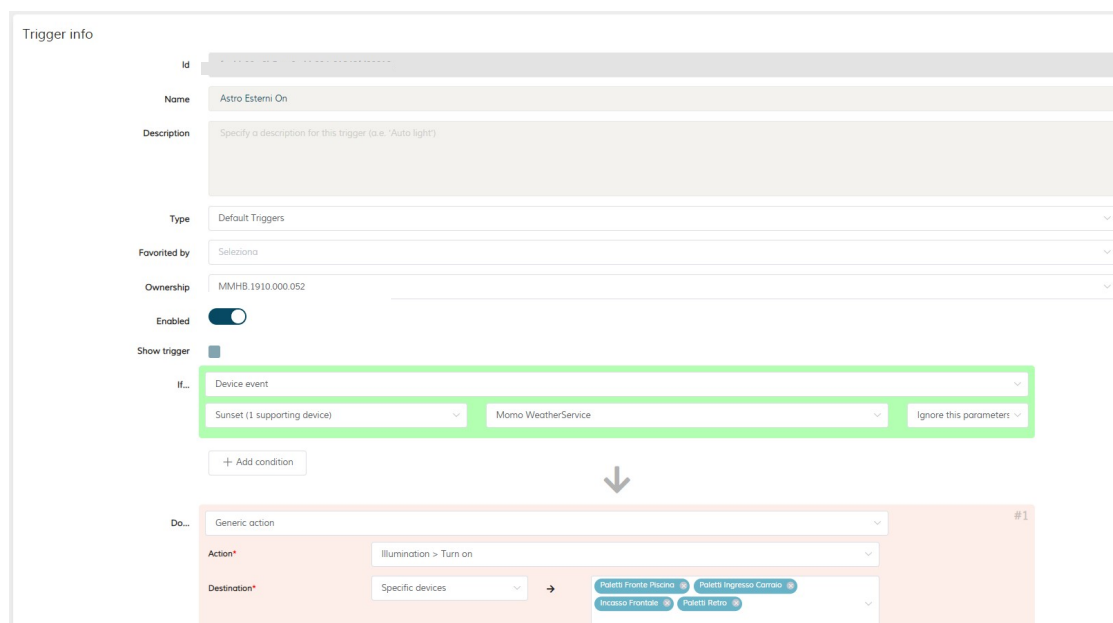 Trigger info
Id
Name Astro Esterni On
Description Specify a description for this trigger (a.e. 'Auto light')
Type Default Triggers
Favorited by Seleziona
Ownership MMHB.1910.000.052
Enabled
Show trigger
If... Device event
Sunset (1 supporting device) Momo WeatherService Ignore this parameters
+ Add condition
Do... Generic action #1
Action* Illumination > Turn on
Destination* Specific devices → Paletti Fronte Piscina Paletti Ingresso Carraio
Incasso Frontale Paletti Retro